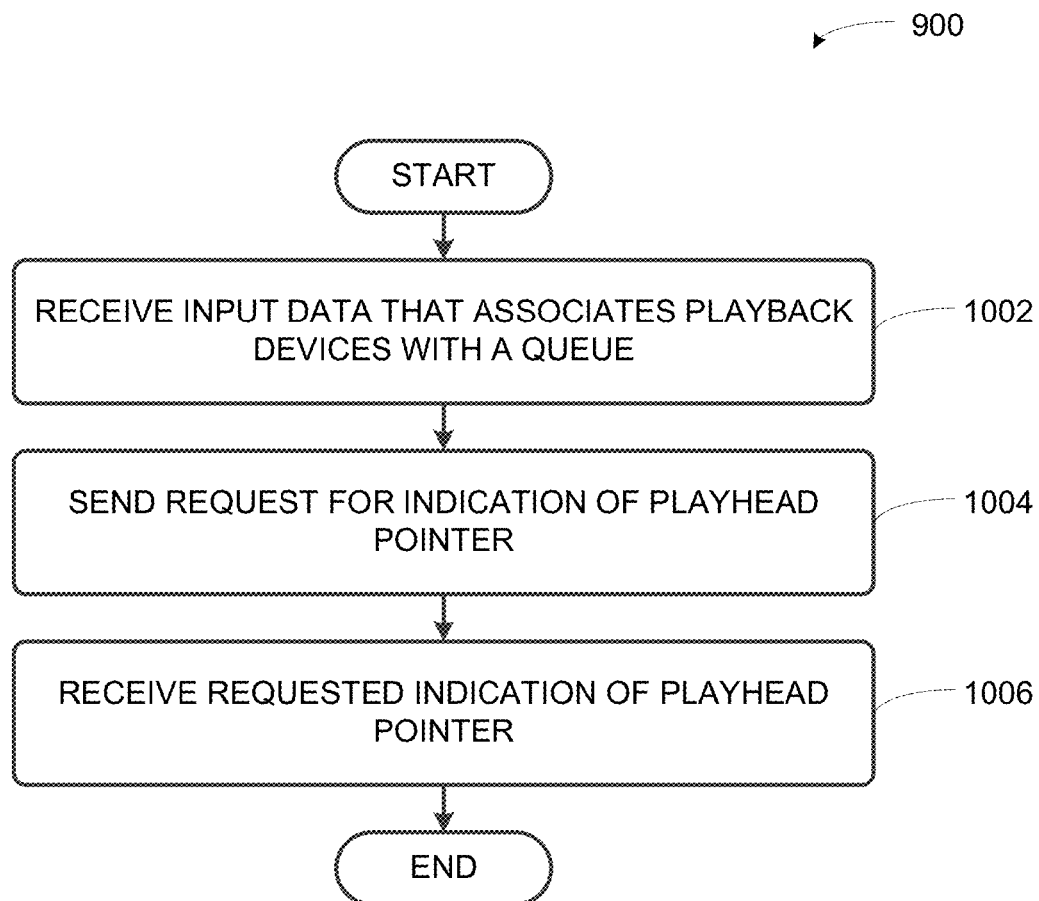 900
START
RECEIVE INPUT DATA THAT ASSOCIATES PLAYBACK
DEVICES WITH A QUEUE
1002
SEND REQUEST FOR INDICATION OF PLAYHEAD
POINTER
1004
RECEIVE REQUESTED INDICATION OF PLAYHEAD
POINTER
1006
END